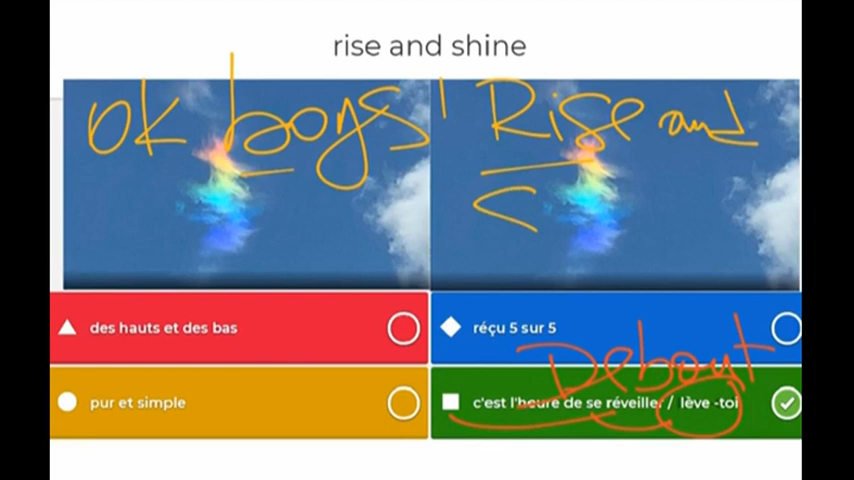 rise and shine
ok boys' Rise and
des hauts et des bas
réçu 5 sur 5
Debout
pur et simple
c'est l'heure de se réveiller / lève -toi